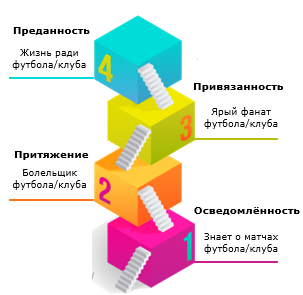 Преданность
Жизнь ради
футбола/клуба
4
Привязанность
Ярый фанат
футбола/клуба
3
Притяжение
Болельщик
футбола/клуба
2
Осведомлённость
Знает о матчах
футбола/клуба
1